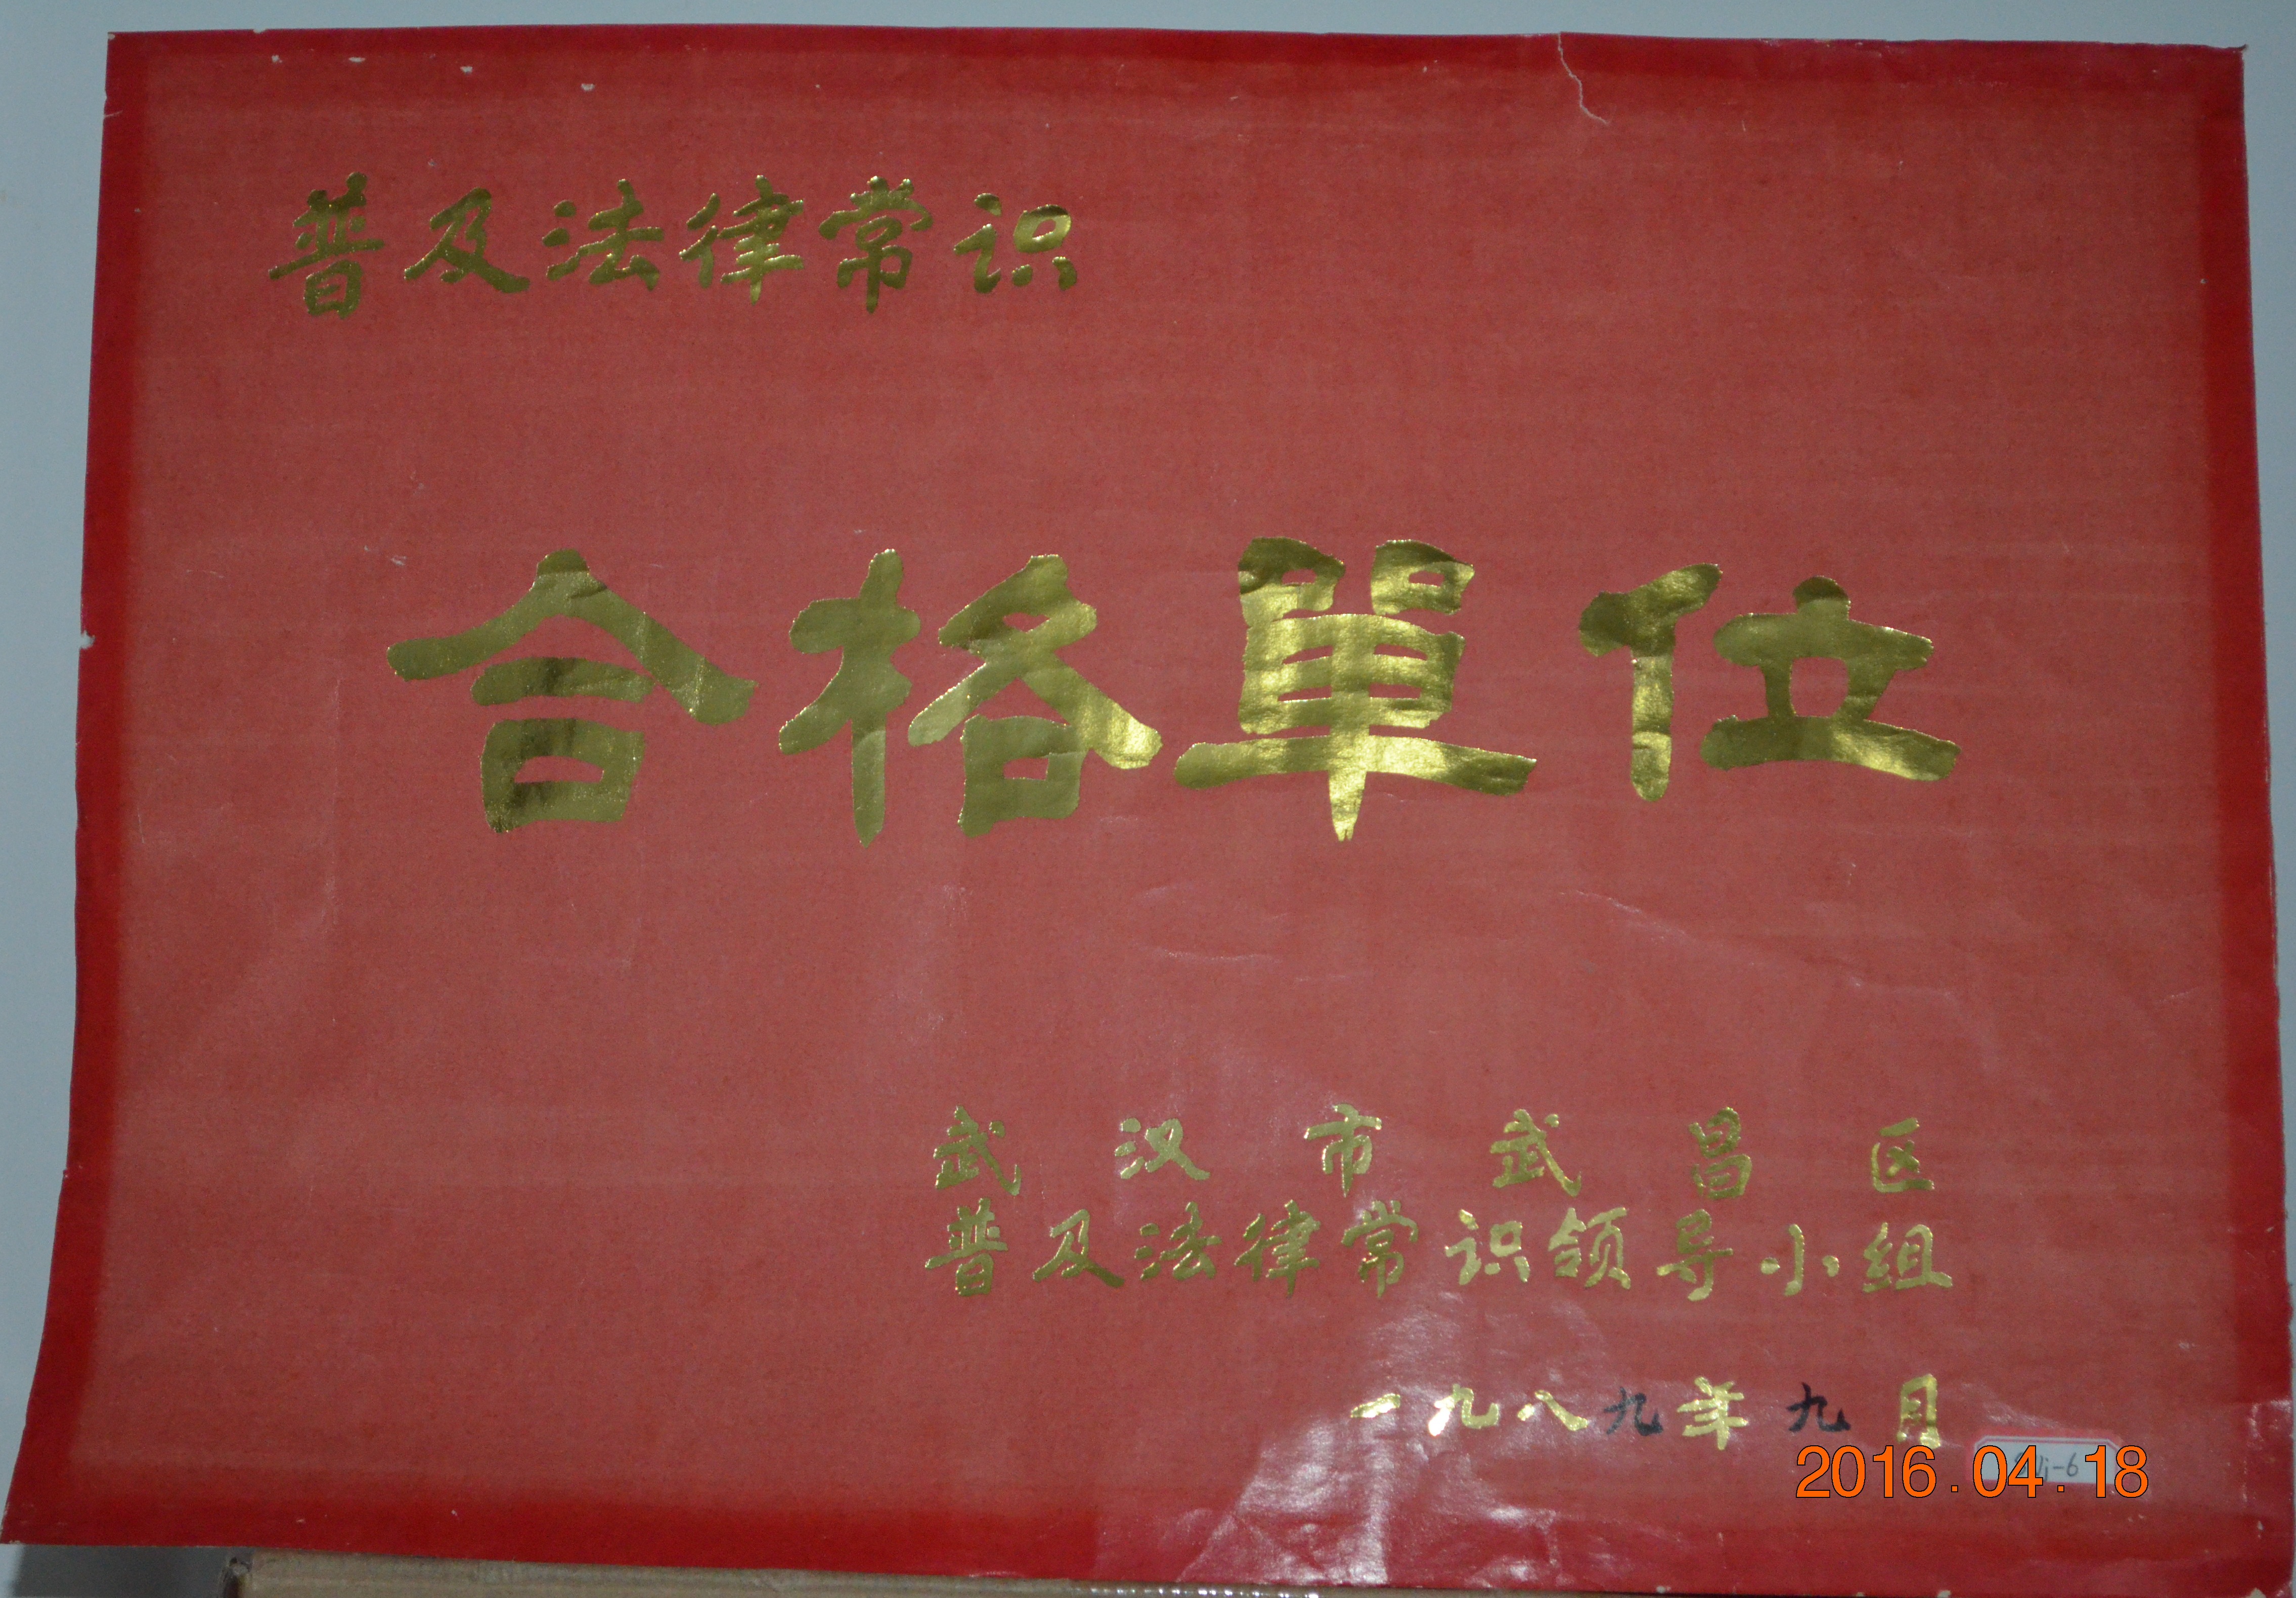 普及法律常识
合格單位
武汉市武昌区
普及法律常识领导小组
一九八九年九月
2016.04.18